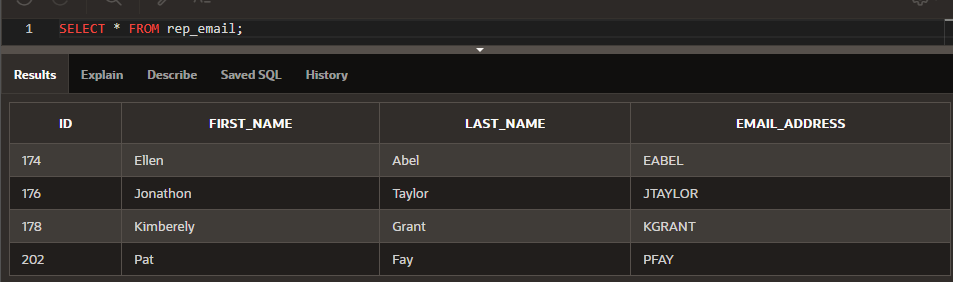 1 SELECT * FROM rep_email;
Results Explain Describe Saved SQL History
ID FIRST_NAME LAST_NAME EMAIL_ADDRESS
174 Ellen Abel EABEL
176 Jonathon Taylor JTAYLOR
178 Kimberely Grant KGRANT
202 Pat Fay PFAY